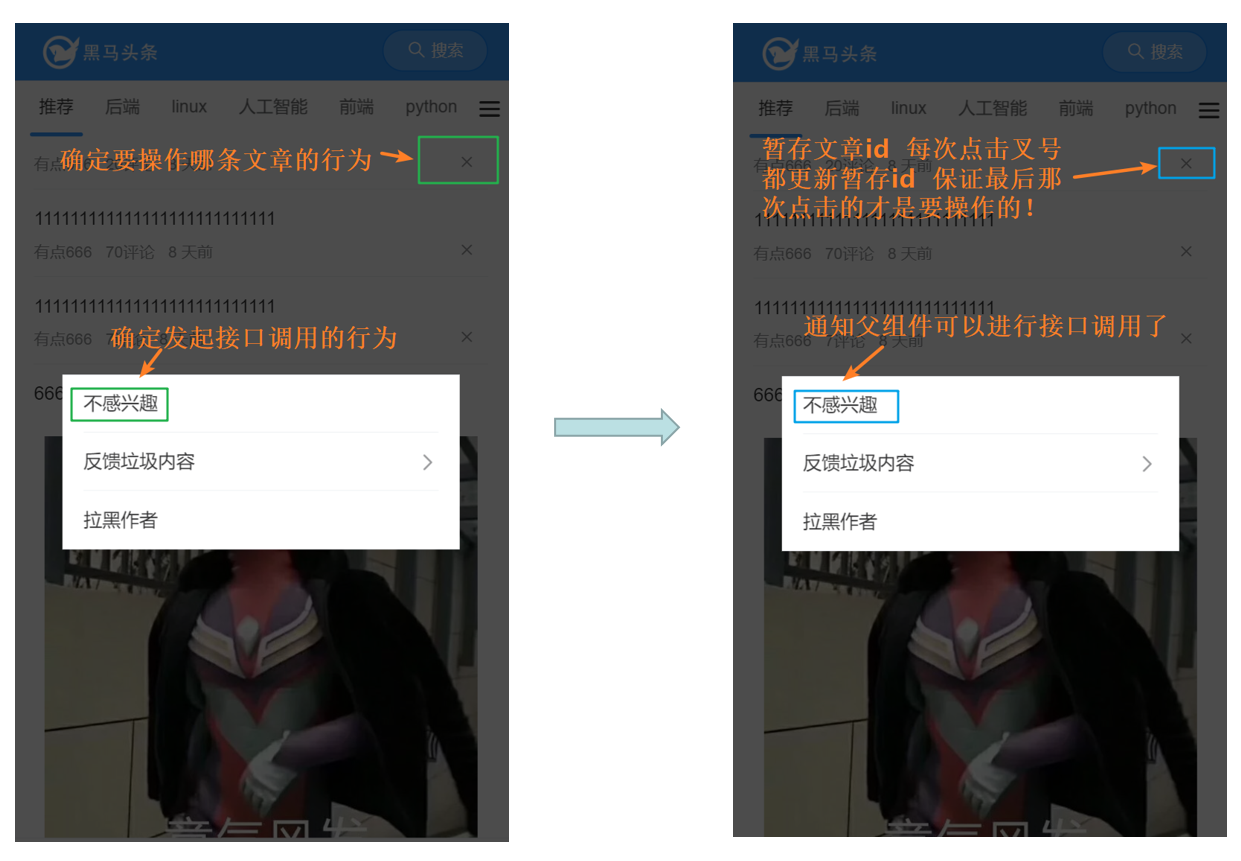 黑马头条
搜索
推荐 后端 linux 人工智能 前端 python
确定要操作哪条文章的行为
111111111111111111111111111
有点666 70评论 8 天前
111111111111111111111111111
有点666
确定发起接口调用的行为
666
不感兴趣
反馈垃圾内容
拉黑作者
意气风发
黑马头条
搜索
推荐 后端 linux 人工智能 前端 python
暂存文章id 每次点击叉号
都更新暂存id 保证最后那
次点击的才是要操作的！
有点666 20评论 8 天前
111111111111111111111111111
有点666 70评论 8 天前
111111111111111111111111111
通知父组件可以进行接口调用了
有点666 7评论 8 天前
666
不感兴趣
反馈垃圾内容
拉黑作者
意气风发